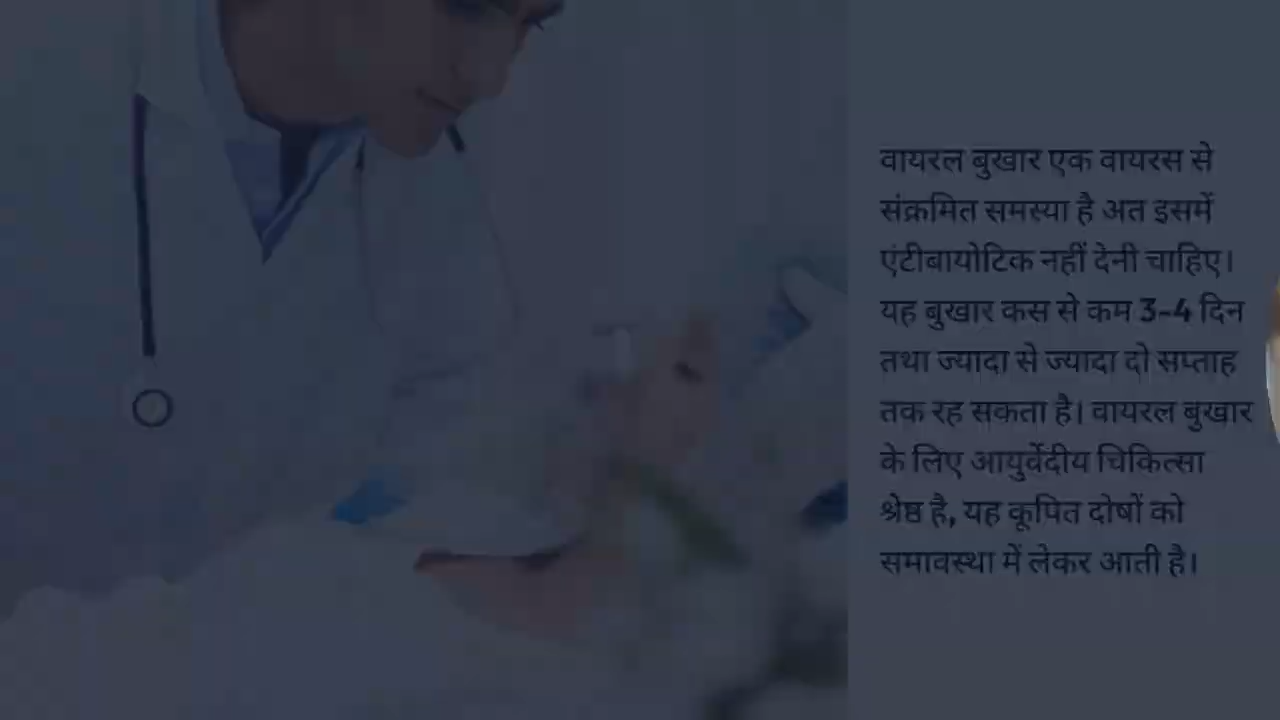 वायरल बुखार एक वायरस से
संक्रमित समस्या है अत इसमें
एंटीबायोटिक नहीं देनी चाहिए।
यह बुखार कस से कम 3-4 दिन
तथा ज्यादा से ज्यादा दो सप्ताह
तक रह सकता है। वायरल बुखार
के लिए आयुर्वेदीय चिकित्सा
श्रेष्ठ है, यह कूपित दोषों को
समावस्था में लेकर आती है।